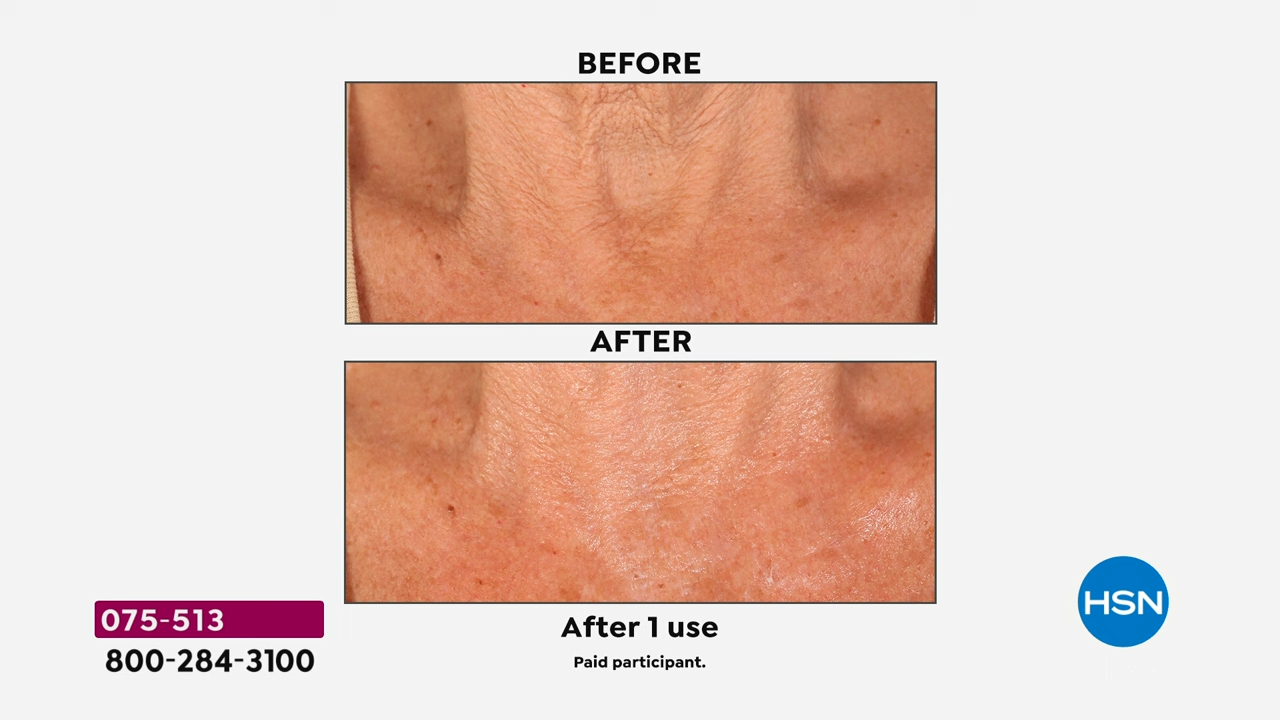 BEFORE
AFTER
After 1 use
Paid participant.
075-513
800-284-3100
HSN